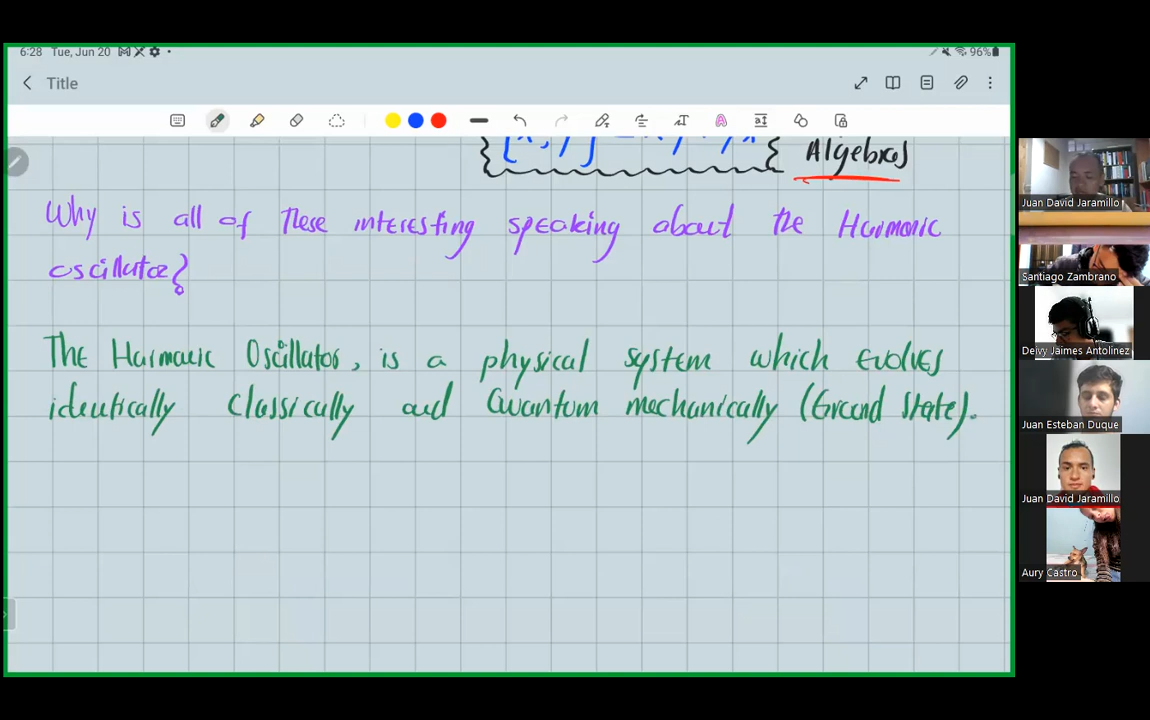 6:28 Tue, Jun 20
96%
Title
Algebras
Why is all of these interesting speaking about the Harmonic
oscillator?
The Harmonic Oscillator, is a physical system which evolves
identically classically and Quantum mechanically (Ground State).
Juan David Jaramillo
Santiago Zambrano
Deivy Jaimes Antolinez
Juan Esteban Duque
Juan David Jaramillo
Aury Castro